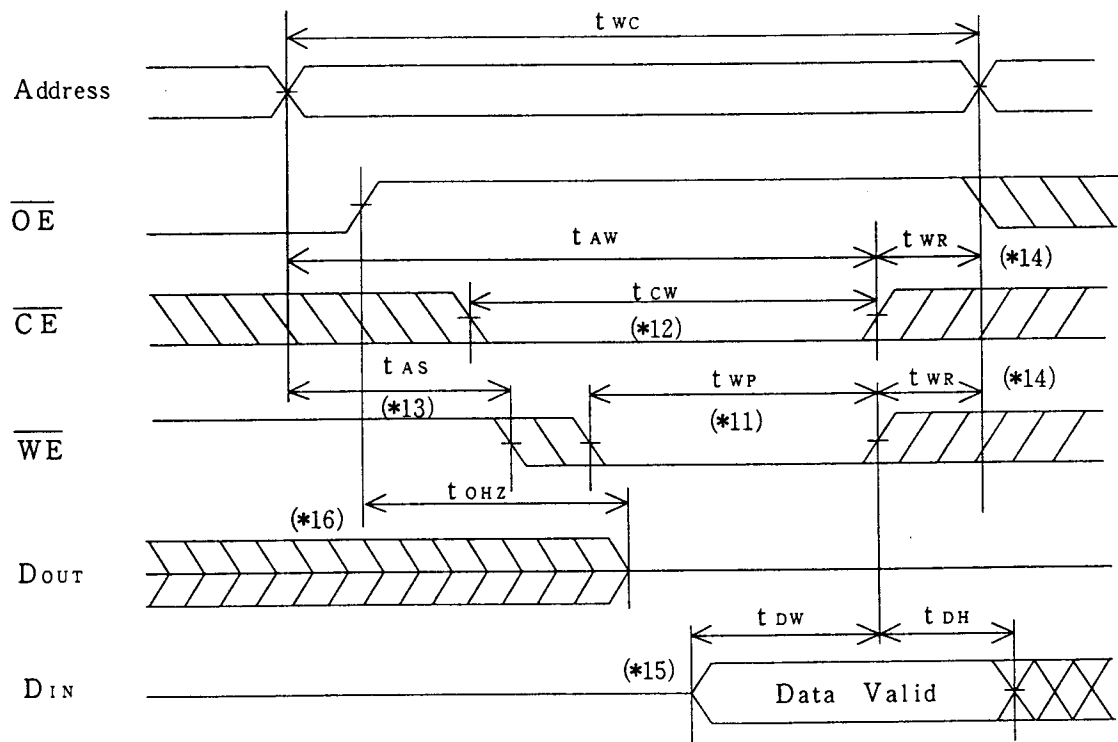 t WC
Address
OE
t AW
t WR
(*14)
CE
t CW
(*12)
t AS
(*13)
t WP
(*11)
t WR
(*14)
WE
t OHZ
(*16)
DOUT
t DW
t DH
(*15)
DIN
Data Valid